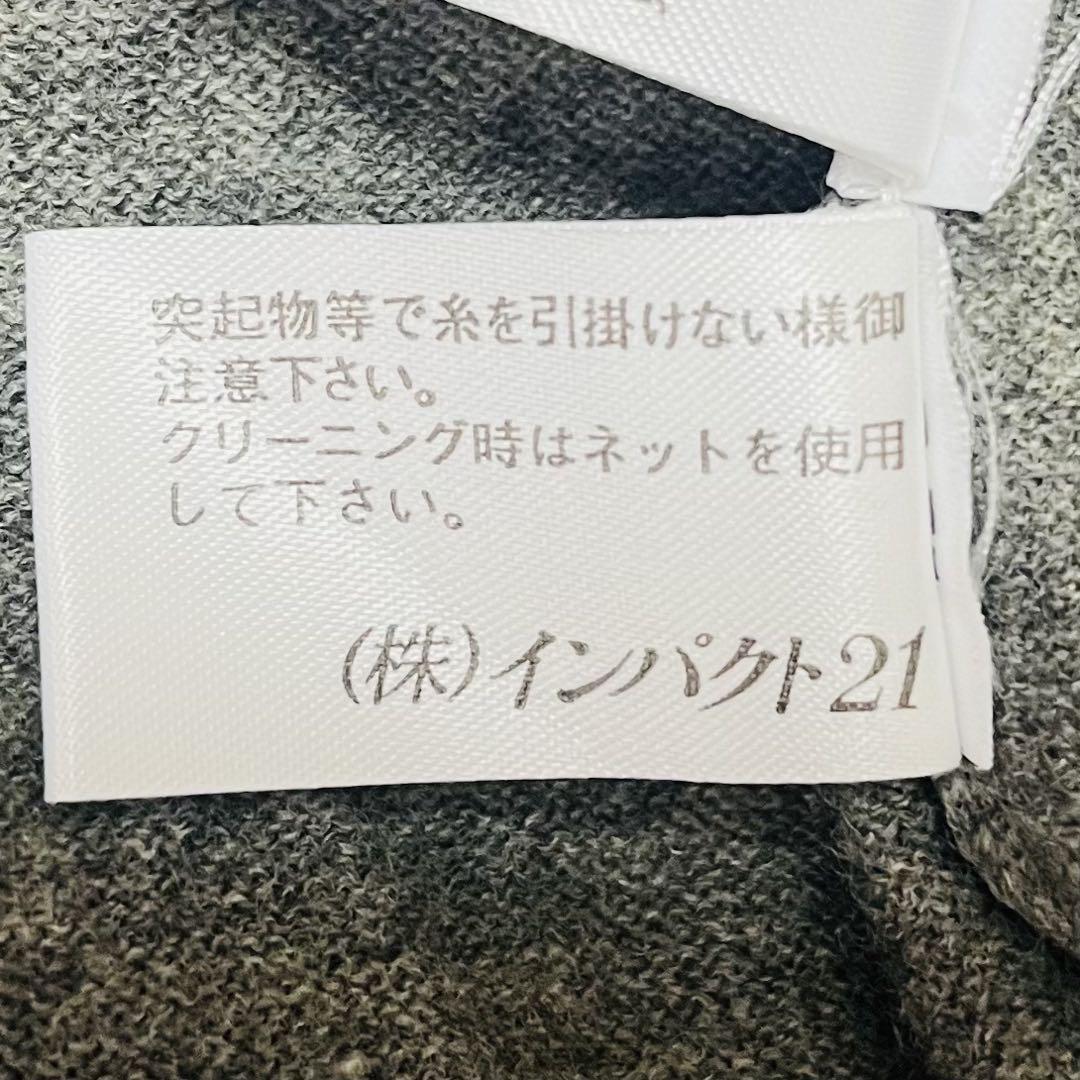 突起物等で糸を引掛けない様御
注意下さい。
クリーニング時はネットを使用
して下さい。
(株)インパクト21